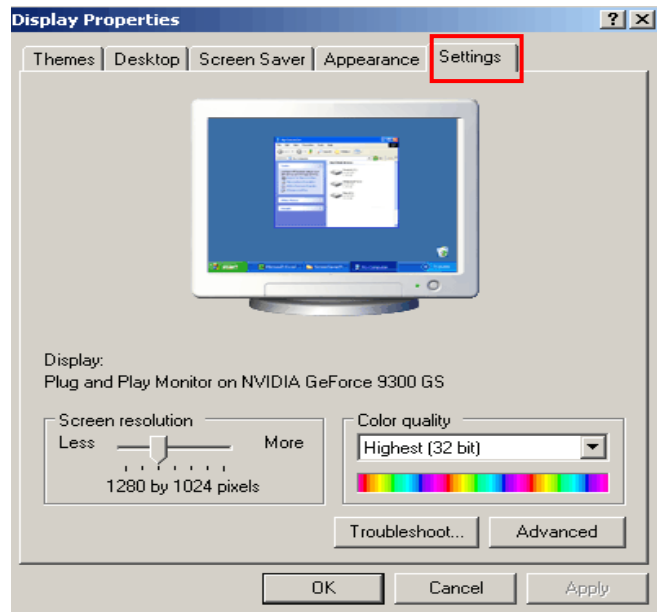 Display Properties
Themes Desktop Screen Saver Appearance Settings
Display:
Plug and Play Monitor on NVIDIA GeForce 9300 GS
Screen resolution
Less More
1280 by 1024 pixels
Color quality
Highest (32 bit)
Troubleshoot... Advanced
OK Cancel Apply